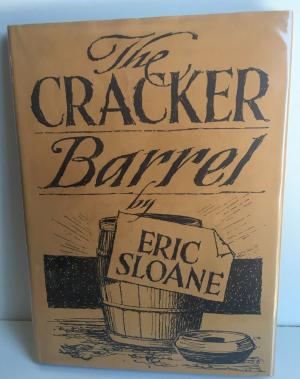 The
CRACKER
Barrel
by
ERIC
SLOANE